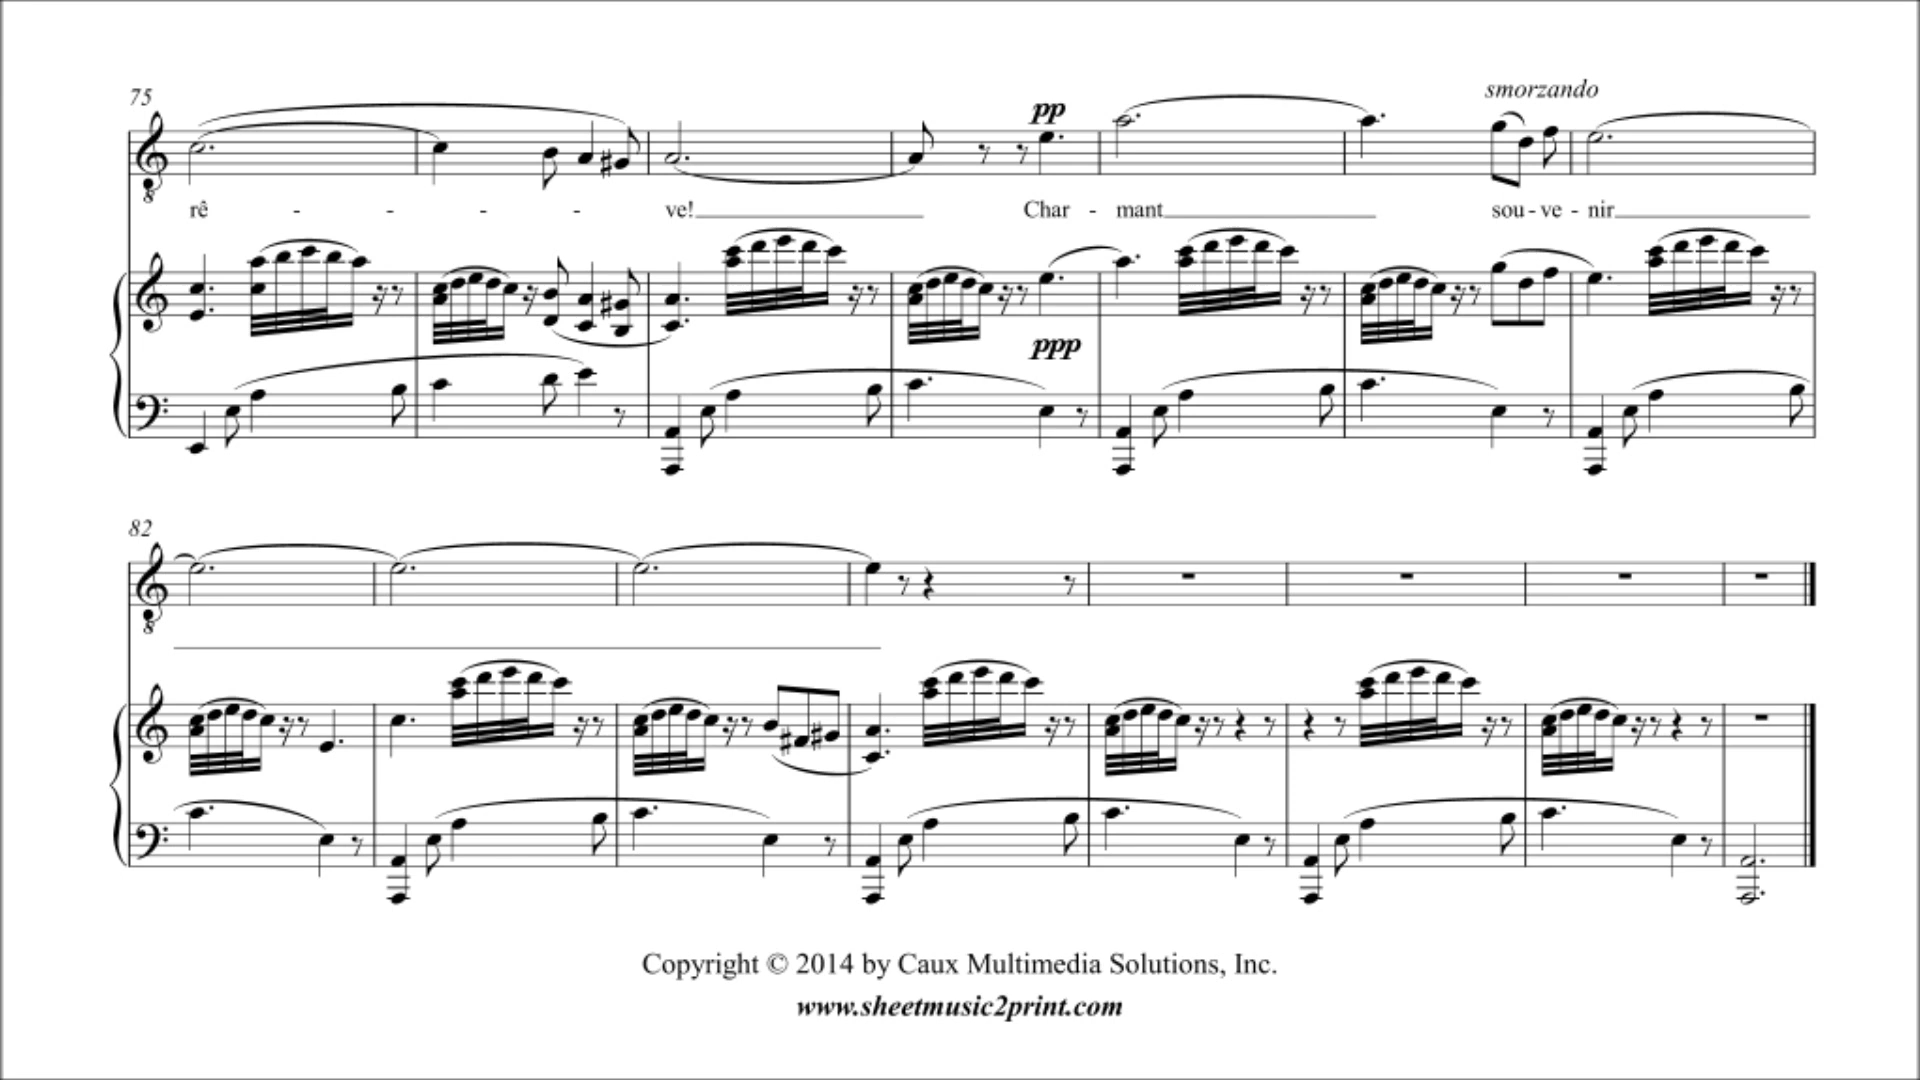 75
smorzando
pp
rê - - - - ve! Char - mant sou - ve - nir
ppp
82
Copyright © 2014 by Caux Multimedia Solutions, Inc.
www.sheetmusic2print.com